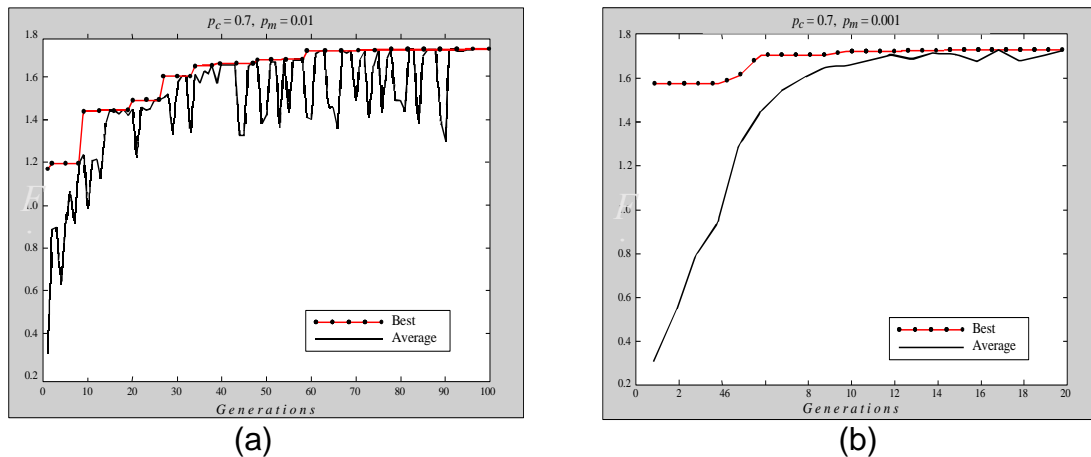 p_c = 0.7, p_m = 0.01
1.8
1.6
1.4
1.2
1.0
0.8
0.6
0.4
0.2
F
.
Best
Average
0 10 20 30 40 50 60 70 80 90 100
Generations
(a)
p_c = 0.7, p_m = 0.001
1.8
1.6
1.4
1.2
1.0
0.8
0.6
0.4
0.2
F
.
Best
Average
0 2 46 8 10 12 14 16 18 20
Generations
(b)